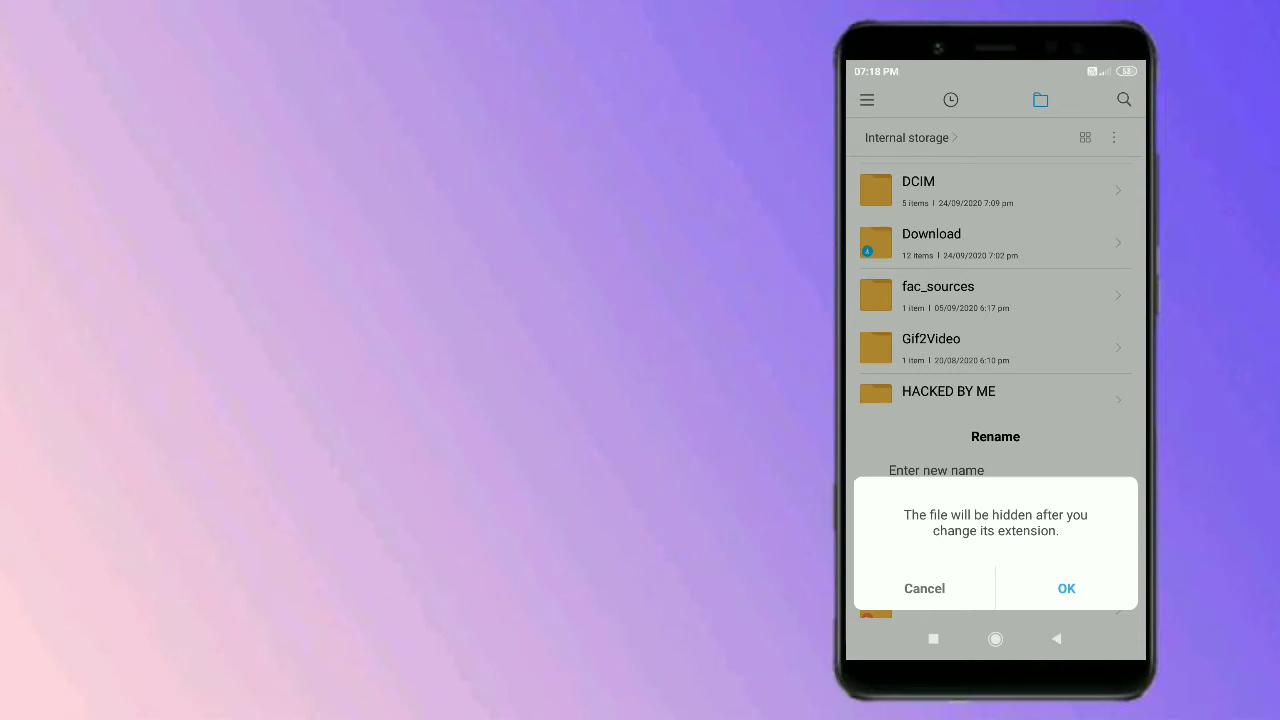 07:18 PM
53
Internal storage
DCIM
5 items | 24/09/2020 7:09 pm
Download
12 items | 24/09/2020 7:02 pm
fac_sources
1 item | 05/09/2020 6:17 pm
Gif2Video
1 item | 20/08/2020 6:10 pm
HACKED BY ME
Rename
Enter new name
The file will be hidden after you
change its extension.
Cancel
OK